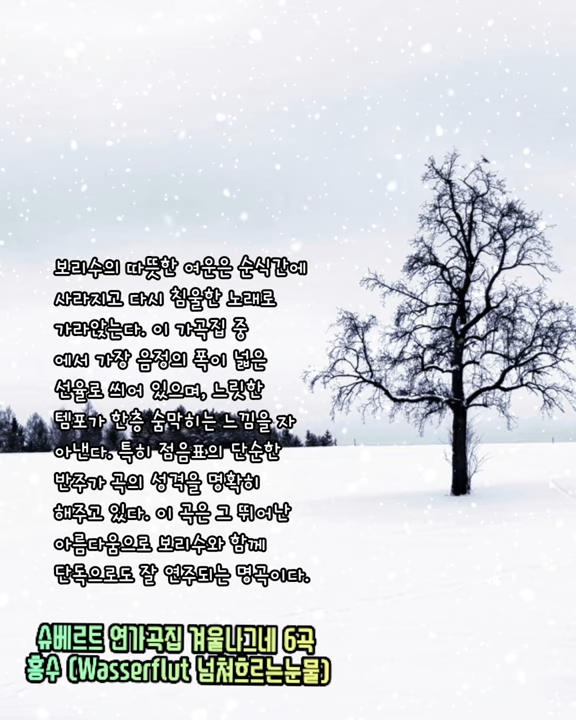 보리수의 따뜻한 여운은 순식간에
사라지고 다시 침울한 노래로
가라앉는다. 이 가곡집 중
에서 가장 음정의 폭이 넓은
선율로 씌어 있으며, 느릿한
템포가 한층 숨막히는 느낌을 자
아낸다. 특히 점음표의 단순한
반주가 곡의 성격을 명확히
해주고 있다. 이 곡은 그 뛰어난
아름다움으로 보리수와 함께
단독으로도 잘 연주되는 명곡이다.
슈베르트 연가곡집 겨울나그네 6곡
홍수 (Wasserflut 넘쳐흐르는눈물)